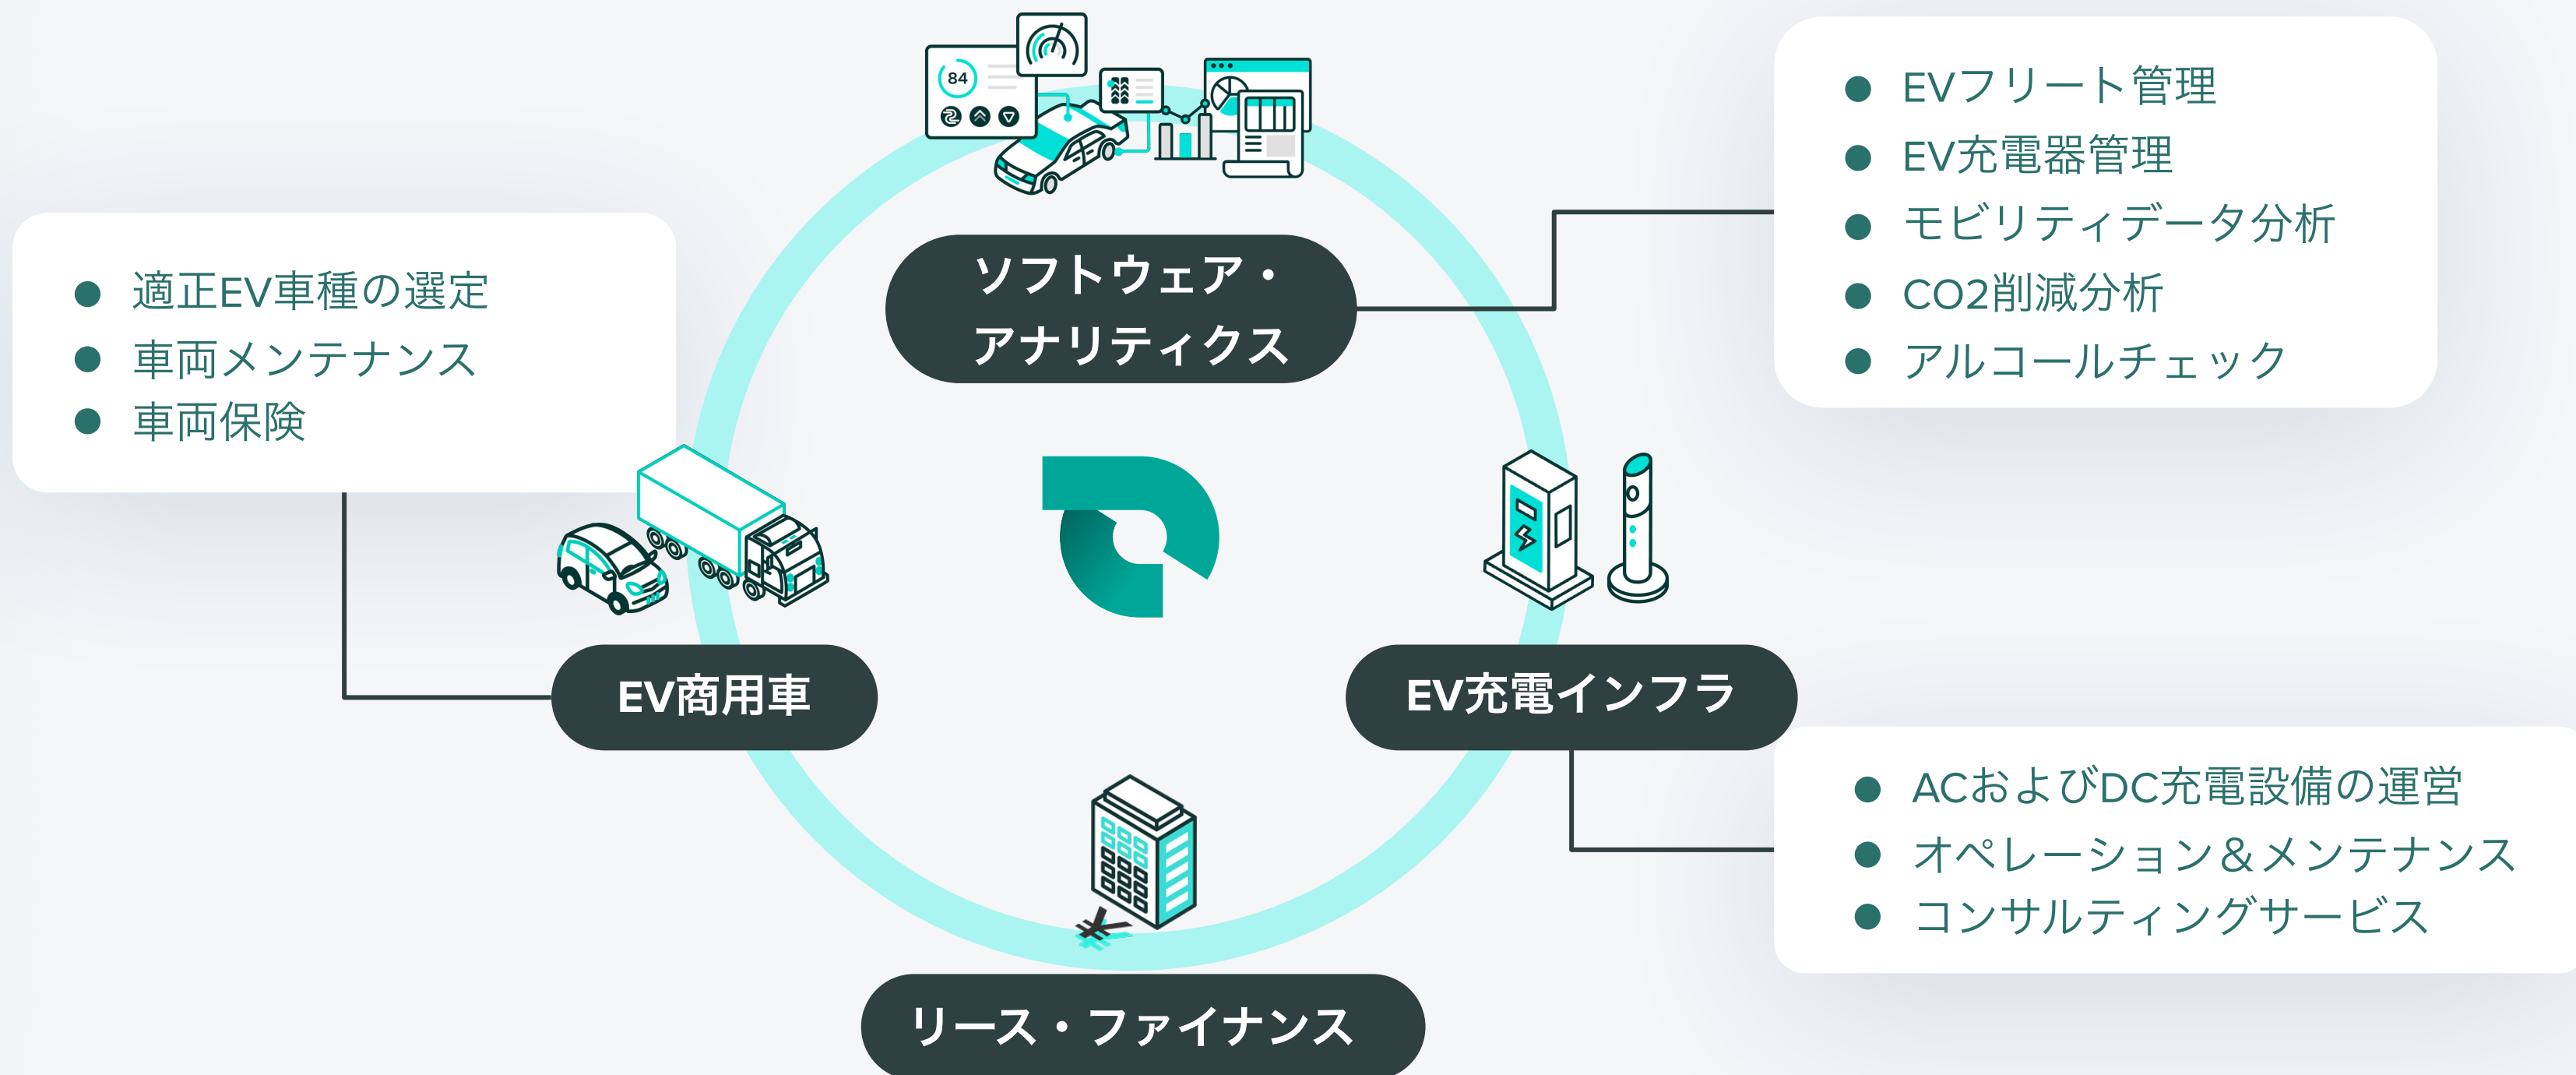 84
ソフトウェア・
アナリティクス
● EVフリート管理
● EV充電器管理
● モビリティデータ分析
● CO2削減分析
● アルコールチェック
● 適正EV車種の選定
● 車両メンテナンス
● 車両保険
EV商用車
EV充電インフラ
● ACおよびDC充電設備の運営
● オペレーション＆メンテナンス
● コンサルティングサービス
¥
リース・ファイナンス